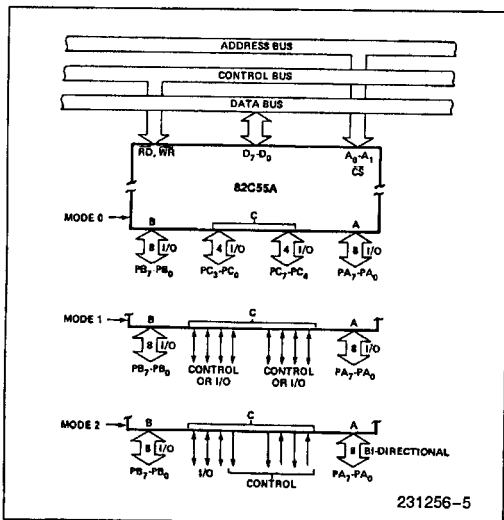 ADDRESS BUS
CONTROL BUS
DATA BUS
RD, WR D7-D0 A0-A1
CS
82C55A
MODE 0 B C A
8 I/O 4 I/O 4 I/O 8 I/O
PB7-PB0 PC3-PC0 PC7-PC4 PA7-PA0
MODE 1 B C A
8 I/O 8 I/O
PB7-PB0 CONTROL OR I/O CONTROL OR I/O PA7-PA0
MODE 2 B C A
8 I/O 8 BI-DIRECTIONAL
PB7-PB0 I/O CONTROL PA7-PA0
231256-5